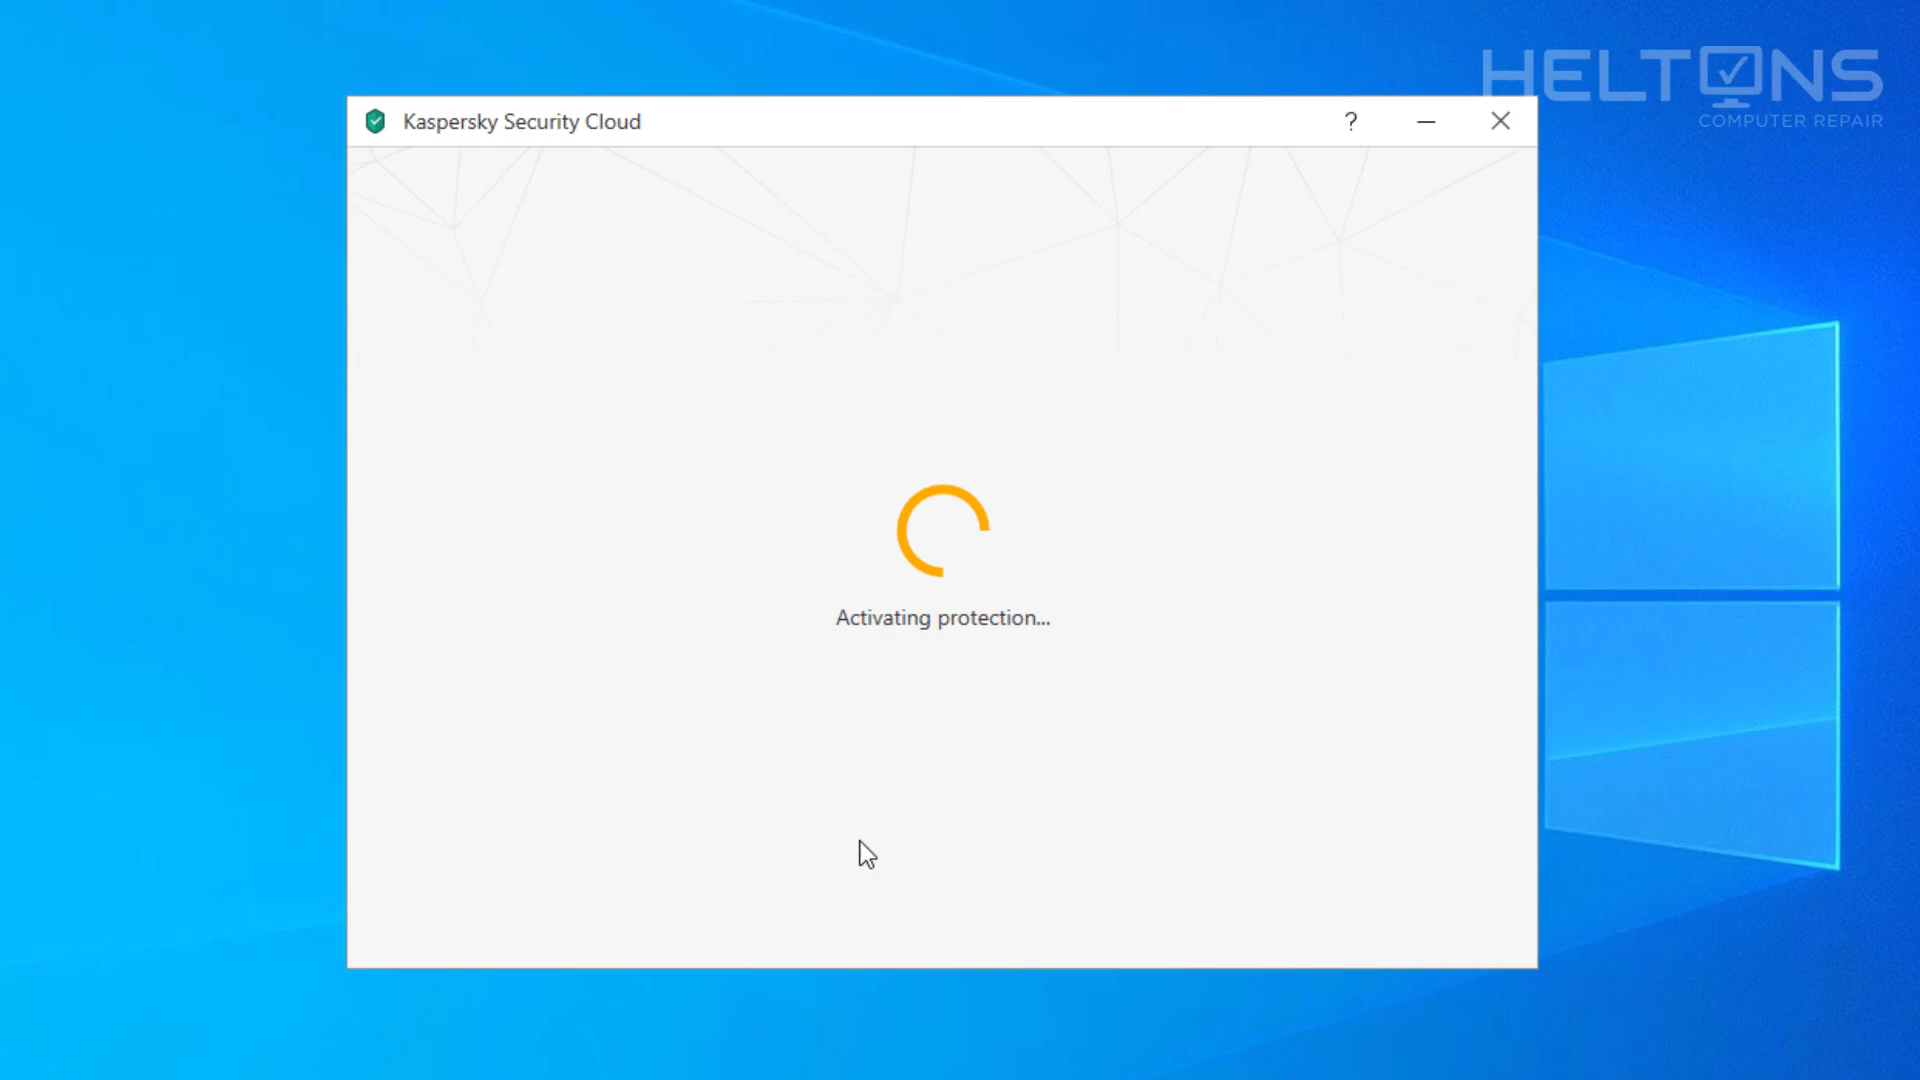 HELTONS
COMPUTER REPAIR
Kaspersky Security Cloud
?
Activating protection...